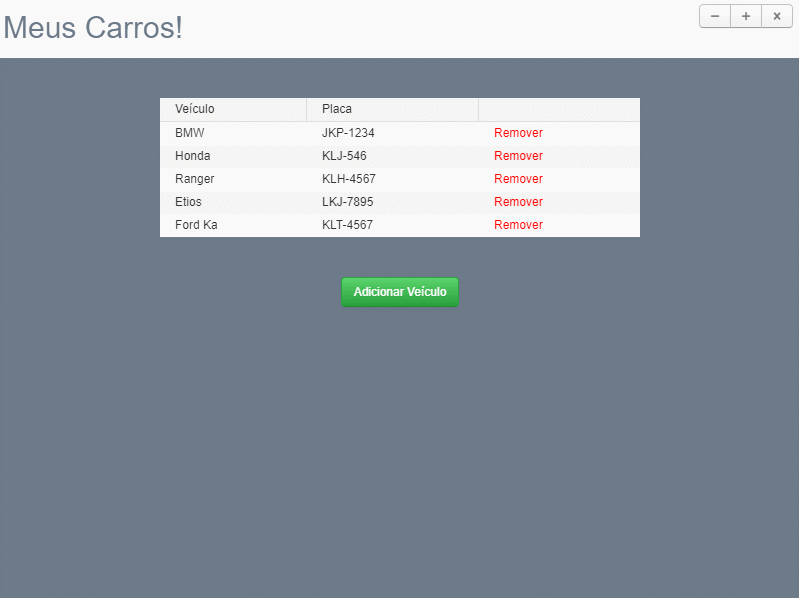 Meus Carros!
− + ×
Veículo Placa
BMW JKP-1234 Remover
Honda KLJ-546 Remover
Ranger KLH-4567 Remover
Etios LKJ-7895 Remover
Ford Ka KLT-4567 Remover
Adicionar Veículo